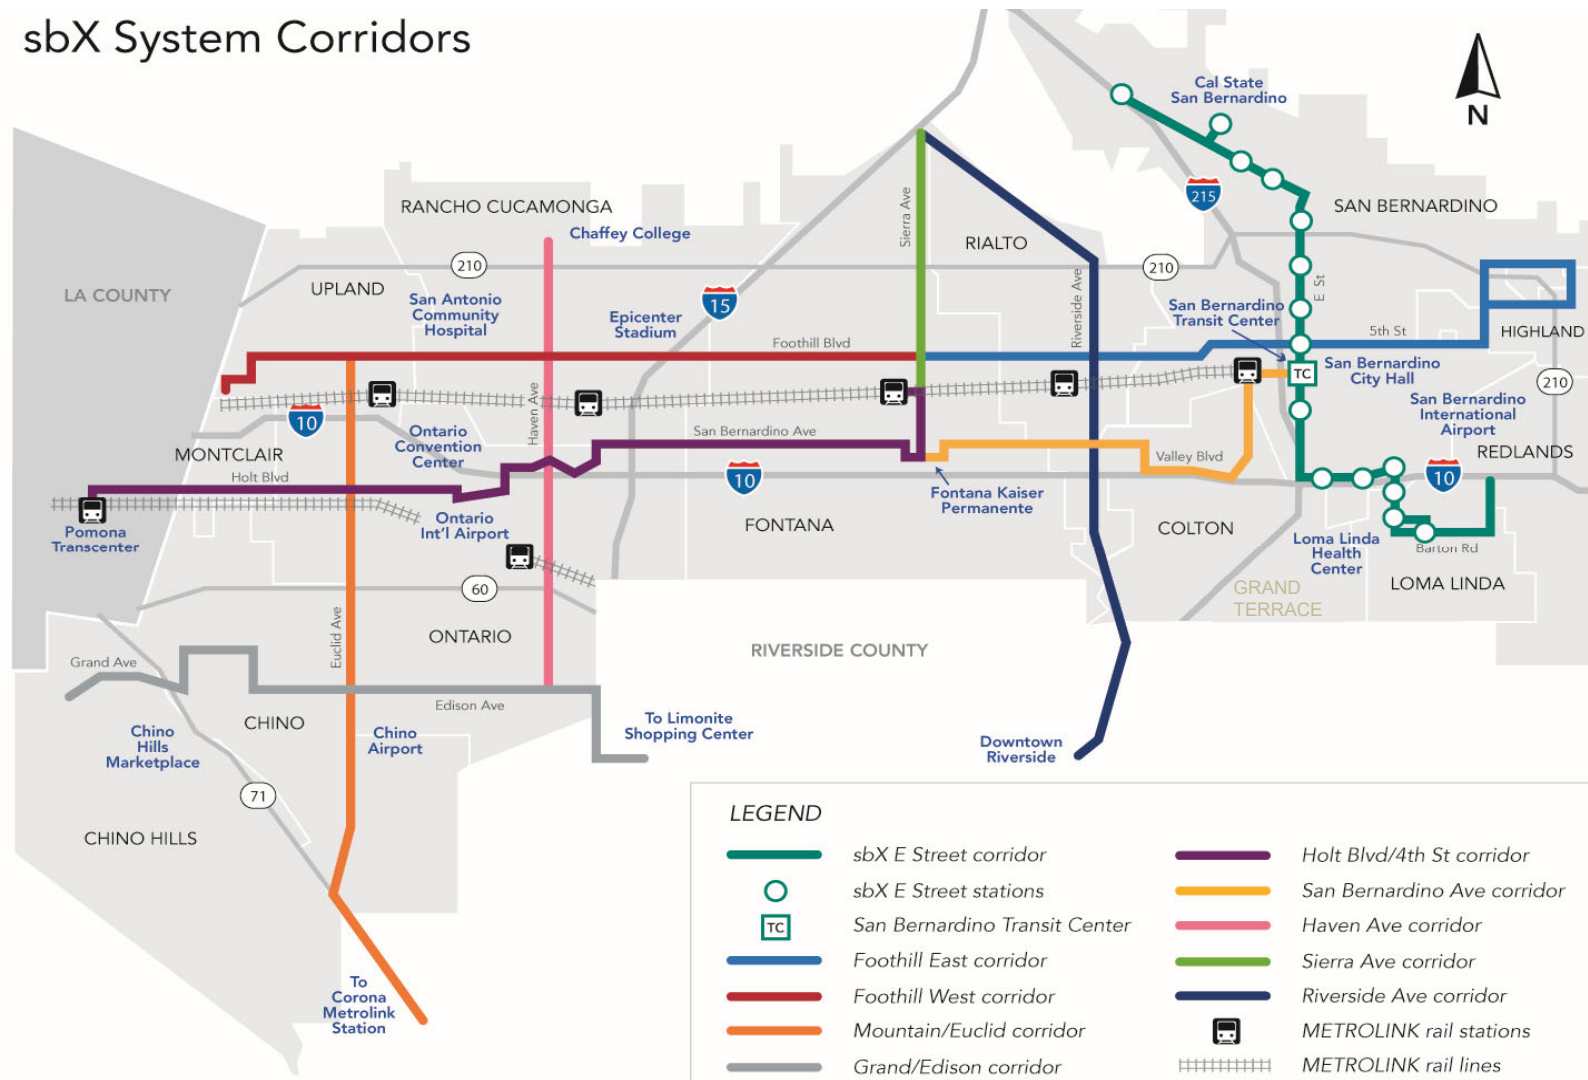 sbX System Corridors
N
Cal State
San Bernardino
215
SAN BERNARDINO
RANCHO CUCAMONGA
Chaffey College
Sierra Ave
RIALTO
210
210
LA COUNTY
UPLAND
San Antonio
Community
Hospital
15
Epicenter
Stadium
Riverside Ave
San Bernardino
Transit Center
E St
5th St
HIGHLAND
Foothill Blvd
San Bernardino
City Hall
TC
210
Haven Ave
10
San Bernardino
International
Airport
Ontario
Convention
Center
San Bernardino Ave
MONTCLAIR
Holt Blvd
10
Valley Blvd
REDLANDS
10
Fontana Kaiser
Permanente
Pomona
Transcenter
Ontario
Int'l Airport
FONTANA
COLTON
Loma Linda
Health
Center
Barton Rd
LOMA LINDA
60
GRAND
TERRACE
Euclid Ave
ONTARIO
RIVERSIDE COUNTY
Grand Ave
Edison Ave
CHINO
Chino
Hills
Marketplace
Chino
Airport
To Limonite
Shopping Center
Downtown
Riverside
71
CHINO HILLS
To
Corona
Metrolink
Station
LEGEND
sbX E Street corridor
sbX E Street stations
TC
San Bernardino Transit Center
Foothill East corridor
Foothill West corridor
Mountain/Euclid corridor
Grand/Edison corridor
Holt Blvd/4th St corridor
San Bernardino Ave corridor
Haven Ave corridor
Sierra Ave corridor
Riverside Ave corridor
METROLINK rail stations
METROLINK rail lines